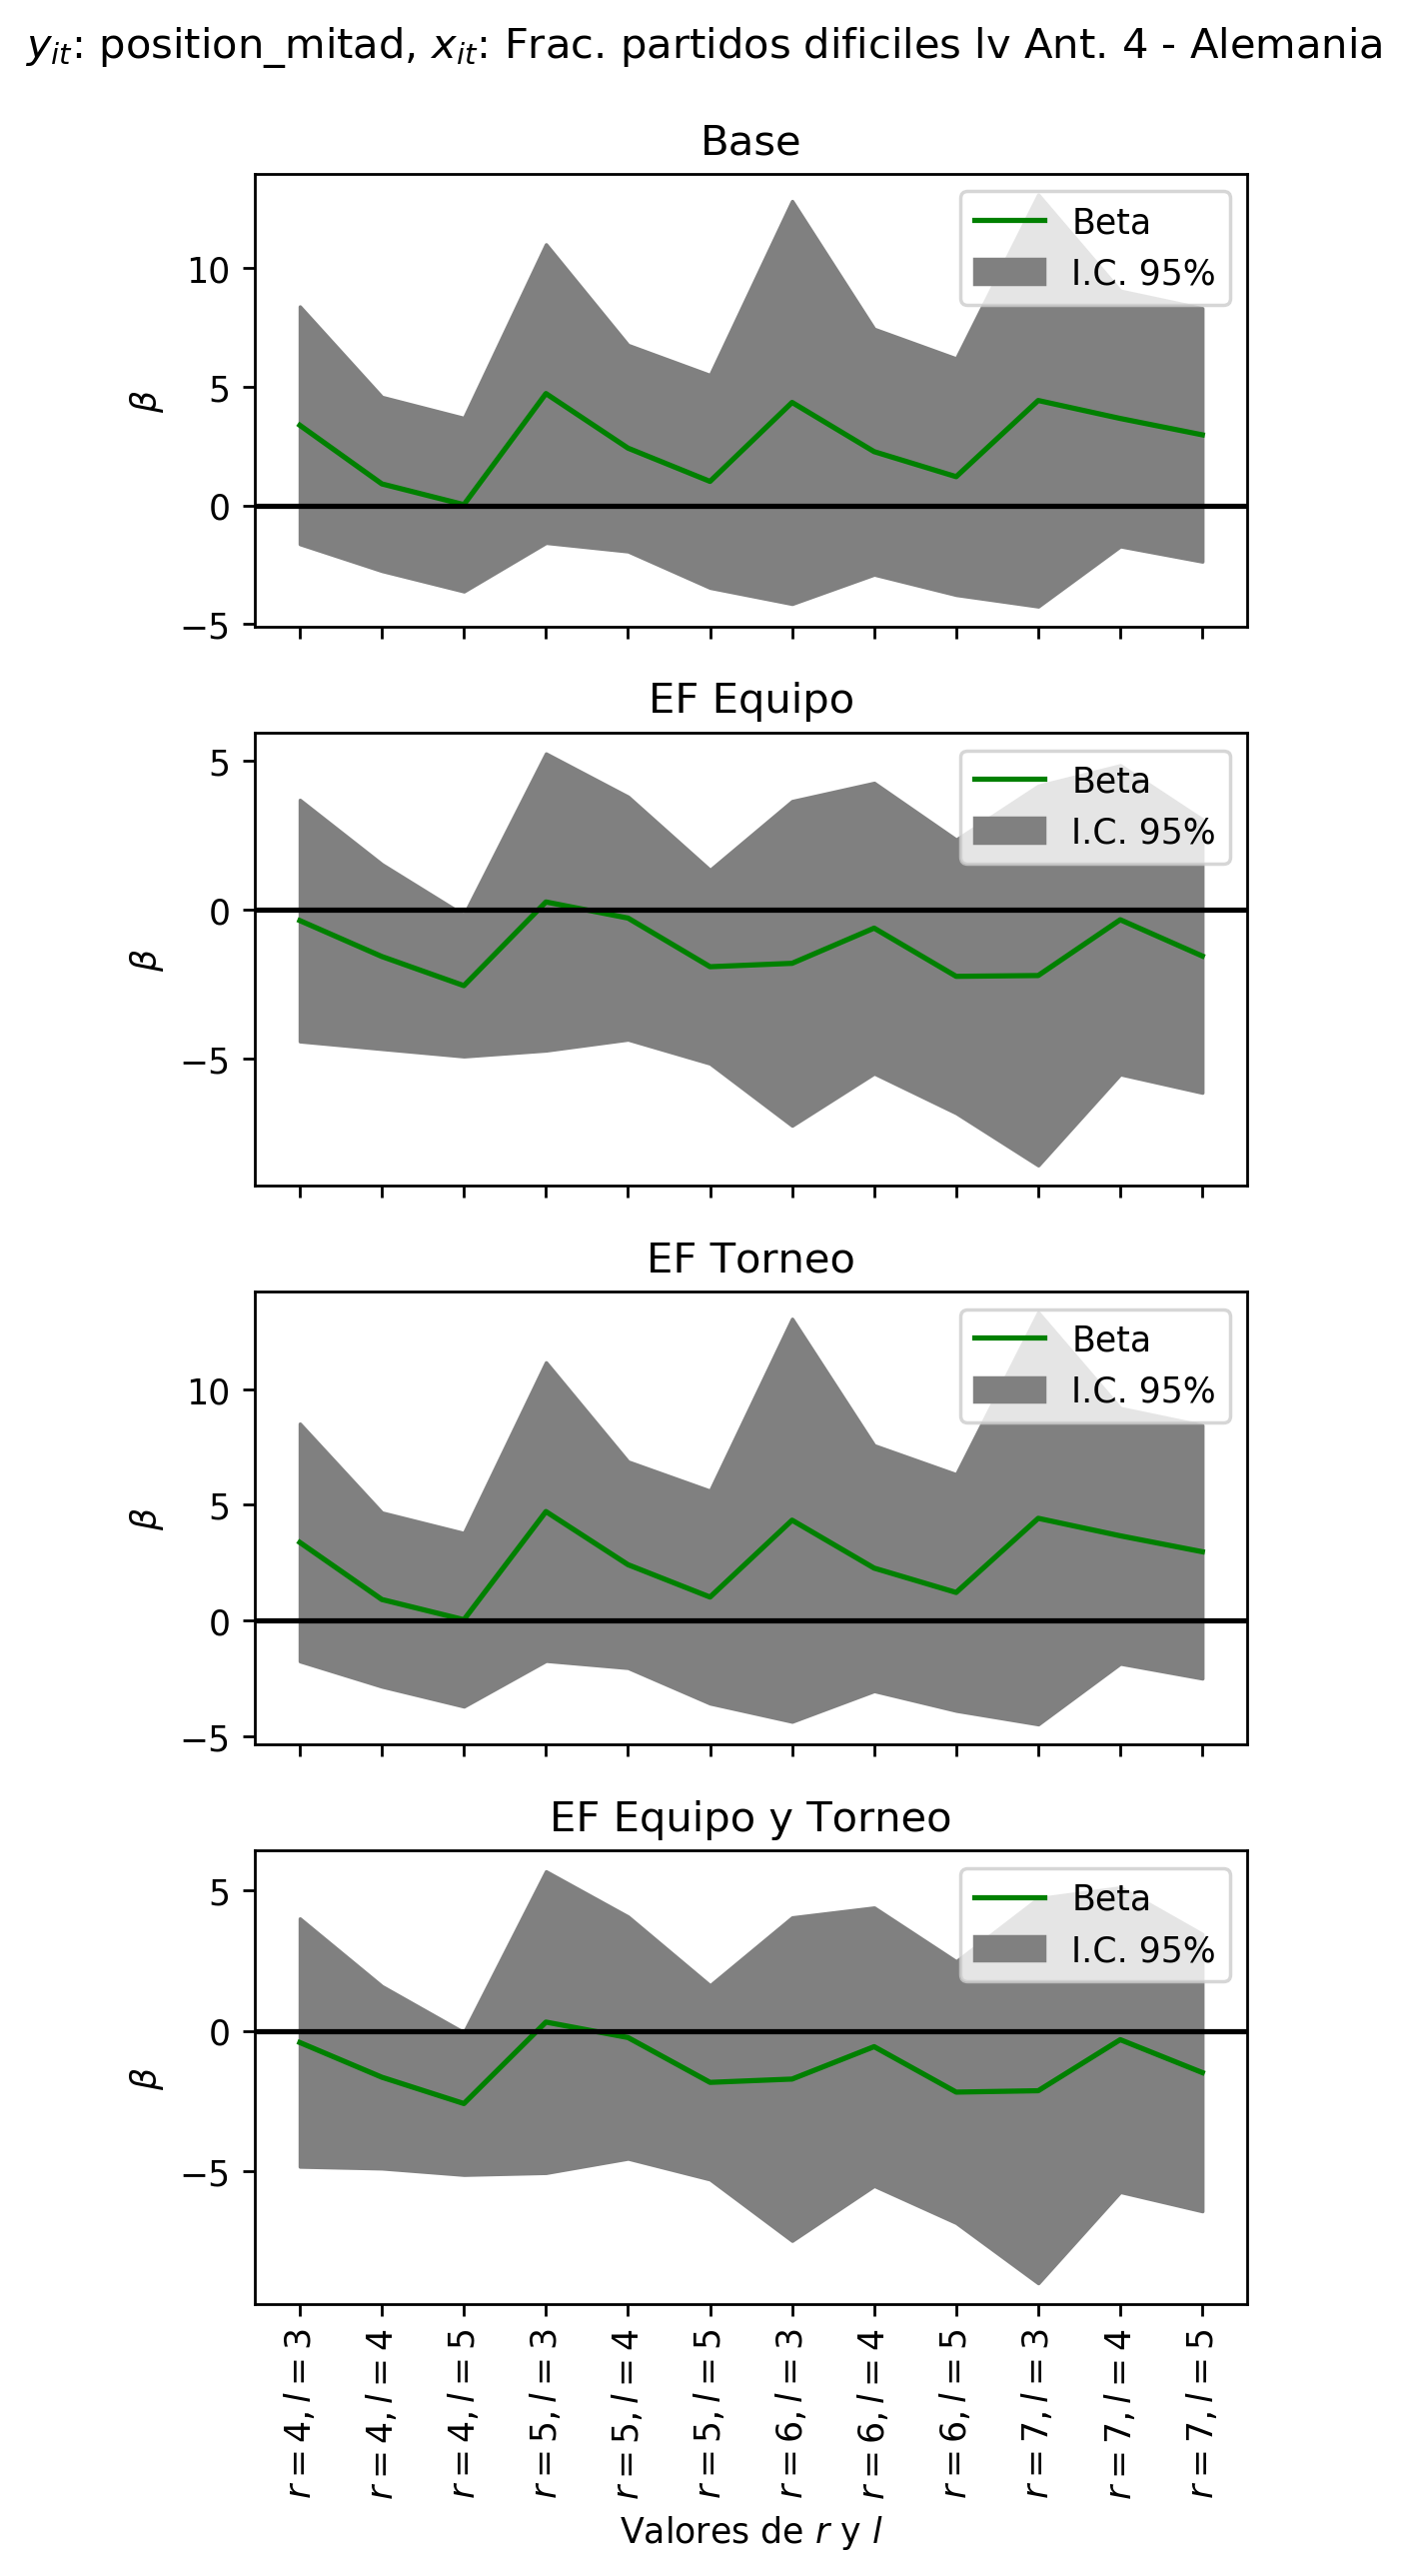 y_it: position_mitad, x_it: Frac. partidos dificiles lv Ant. 4 - Alemania
Base
Beta
I.C. 95%
10
5
0
−5
β
EF Equipo
Beta
I.C. 95%
5
0
−5
β
EF Torneo
Beta
I.C. 95%
10
5
0
−5
β
EF Equipo y Torneo
Beta
I.C. 95%
5
0
−5
β
r = 4, l = 3
r = 4, l = 4
r = 4, l = 5
r = 5, l = 3
r = 5, l = 4
r = 5, l = 5
r = 6, l = 3
r = 6, l = 4
r = 6, l = 5
r = 7, l = 3
r = 7, l = 4
r = 7, l = 5
Valores de r y l